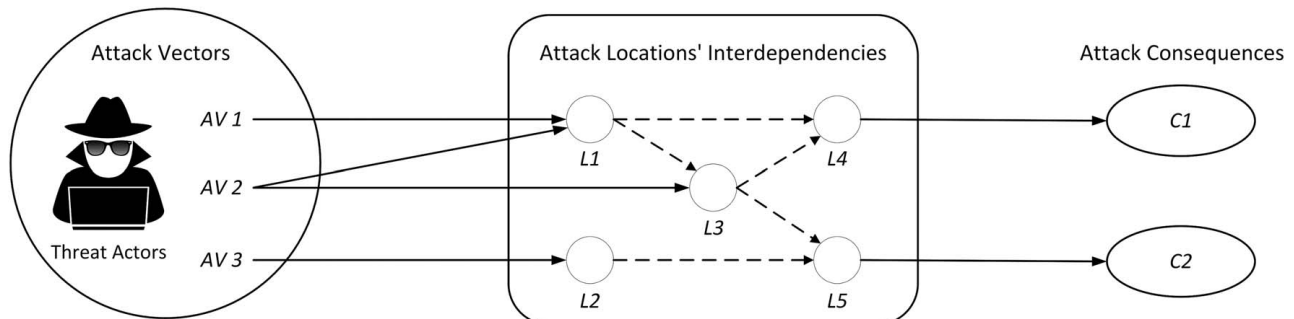 Attack Vectors
Attack Locations' Interdependencies
Attack Consequences
AV 1
L1
L4
C1
AV 2
L3
Threat Actors
AV 3
L2
L5
C2